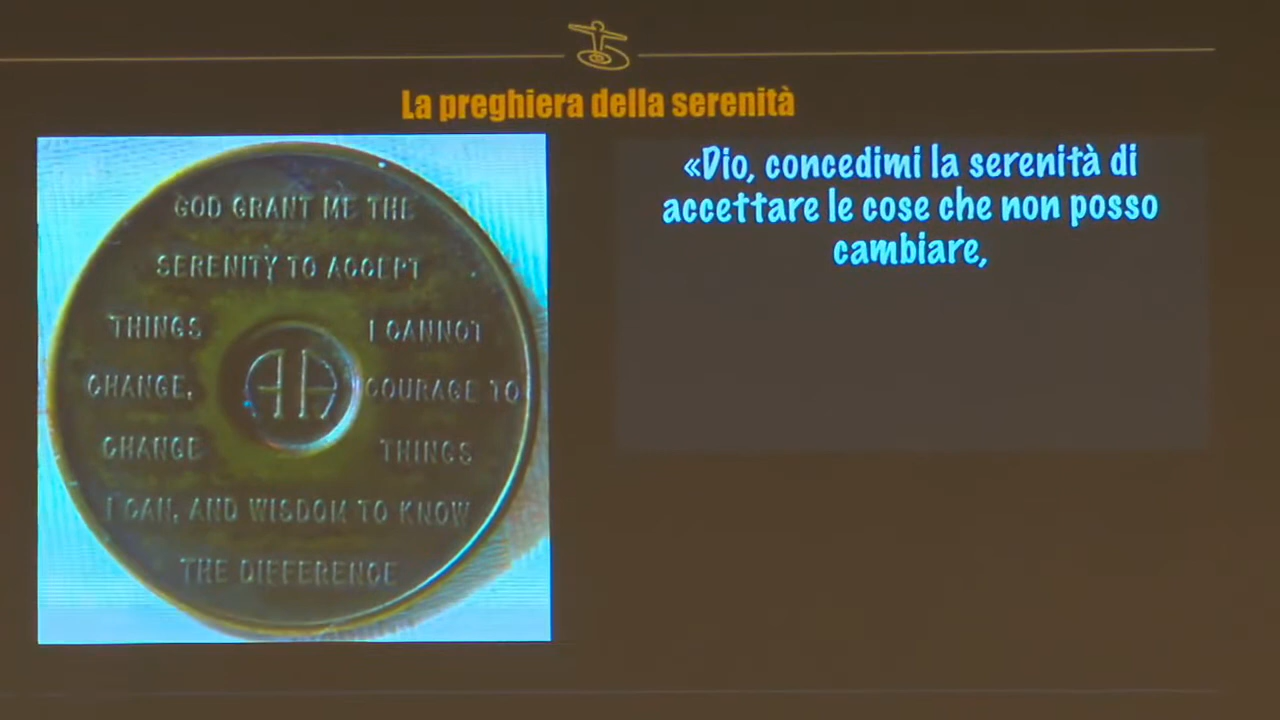 La preghiera della serenità
GOD GRANT ME THE
SERENITY TO ACCEPT
THINGS I CANNOT
CHANGE, COURAGE TO
AA
CHANGE THINGS
I CAN, AND WISDOM TO KNOW
THE DIFFERENCE
«Dio, concedimi la serenità di
accettare le cose che non posso
cambiare,